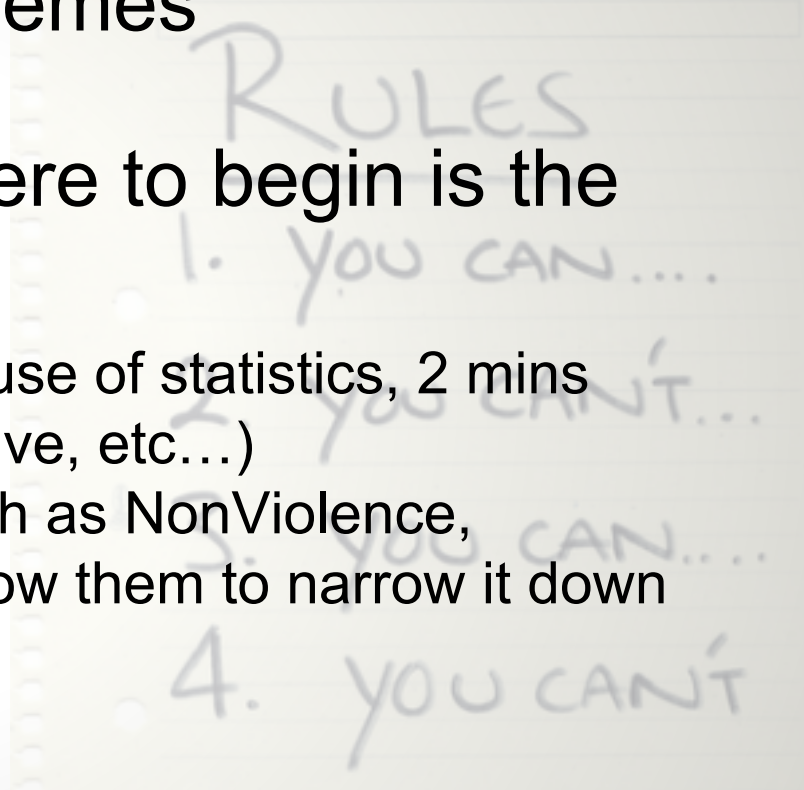 emes
RULES
ere to begin is the
1. YOU CAN....
use of statistics, 2 mins
2 YOU CAN'T...
ve, etc…)
h as NonViolence,
3. YOU CAN....
ow them to narrow it down
4. YOU CAN'T